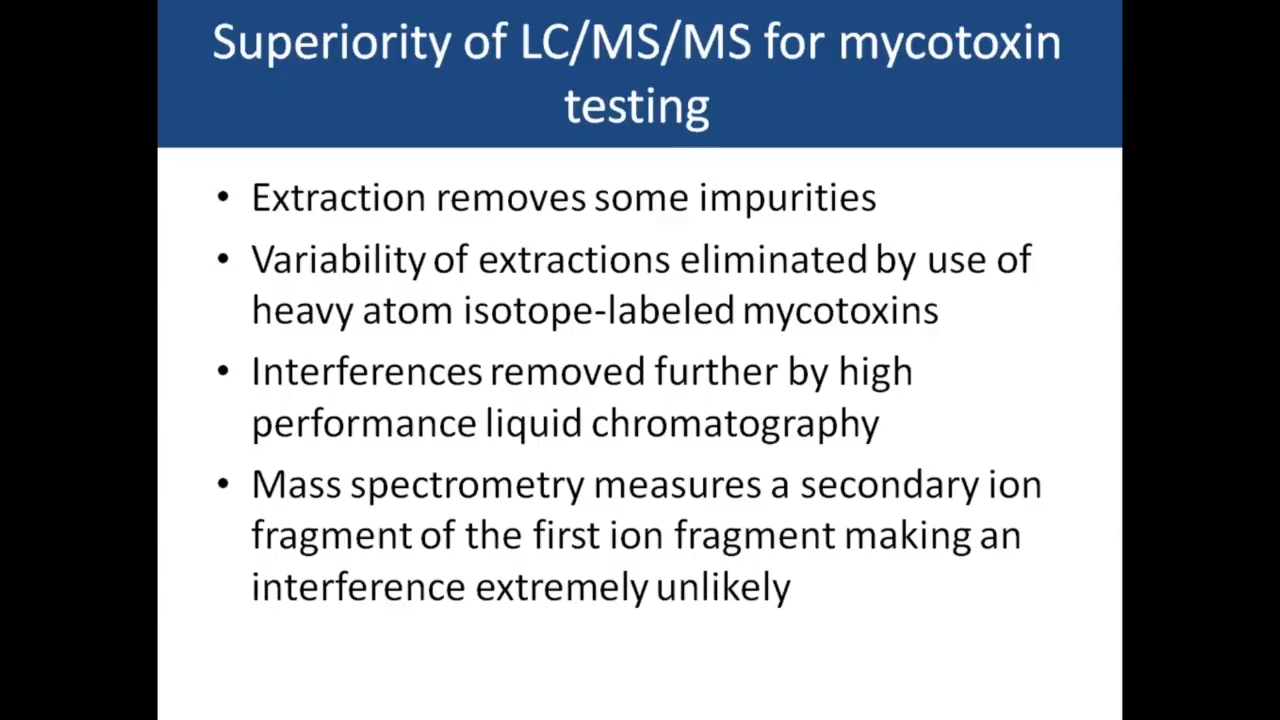 Superiority of LC/MS/MS for mycotoxin
testing
• Extraction removes some impurities
• Variability of extractions eliminated by use of
heavy atom isotope-labeled mycotoxins
• Interferences removed further by high
performance liquid chromatography
• Mass spectrometry measures a secondary ion
fragment of the first ion fragment making an
interference extremely unlikely